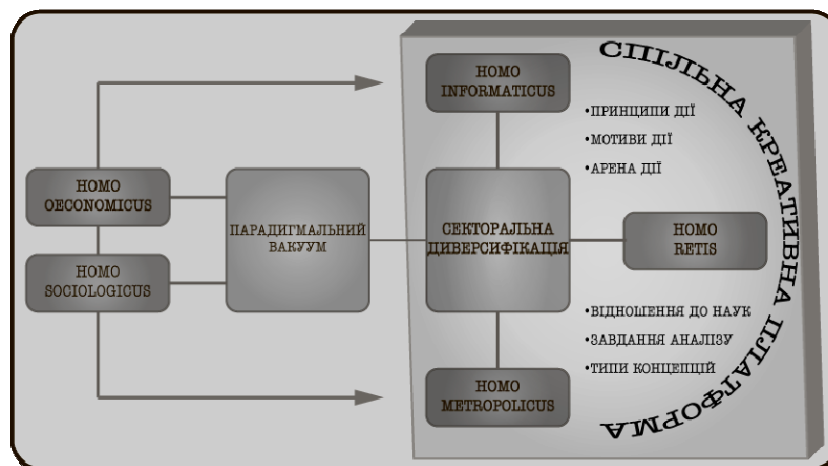 HOMO
OECONOMICUS
HOMO
SOCIOLOGICUS
ПАРАДИГМАЛЬНИЙ
ВАКУУМ
HOMO
INFORMATICUS
СЕКТОРАЛЬНА
ДИВЕРСИФІКАЦІЯ
HOMO
METROPOLICUS
•ПРИНЦИПИ ДІЇ
•МОТИВИ ДІЇ
•АРЕНА ДІЇ
HOMO
RETIS
•ВІДНОШЕННЯ ДО НАУК
•ЗАВДАННЯ АНАЛІЗУ
•ТИПИ КОНЦЕПЦІЙ
СПІЛЬНА КРЕАТИВНА ПЛАТФОРМА